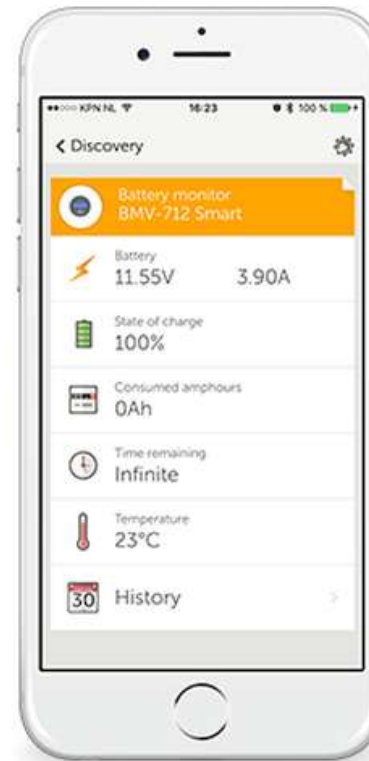 KPN NL 16:23 100 %
Discovery
Battery monitor
BMV-712 Smart
Battery
11.55V 3.90A
State of charge
100%
Consumed amphours
0Ah
Time remaining
Infinite
Temperature
23°C
30 History